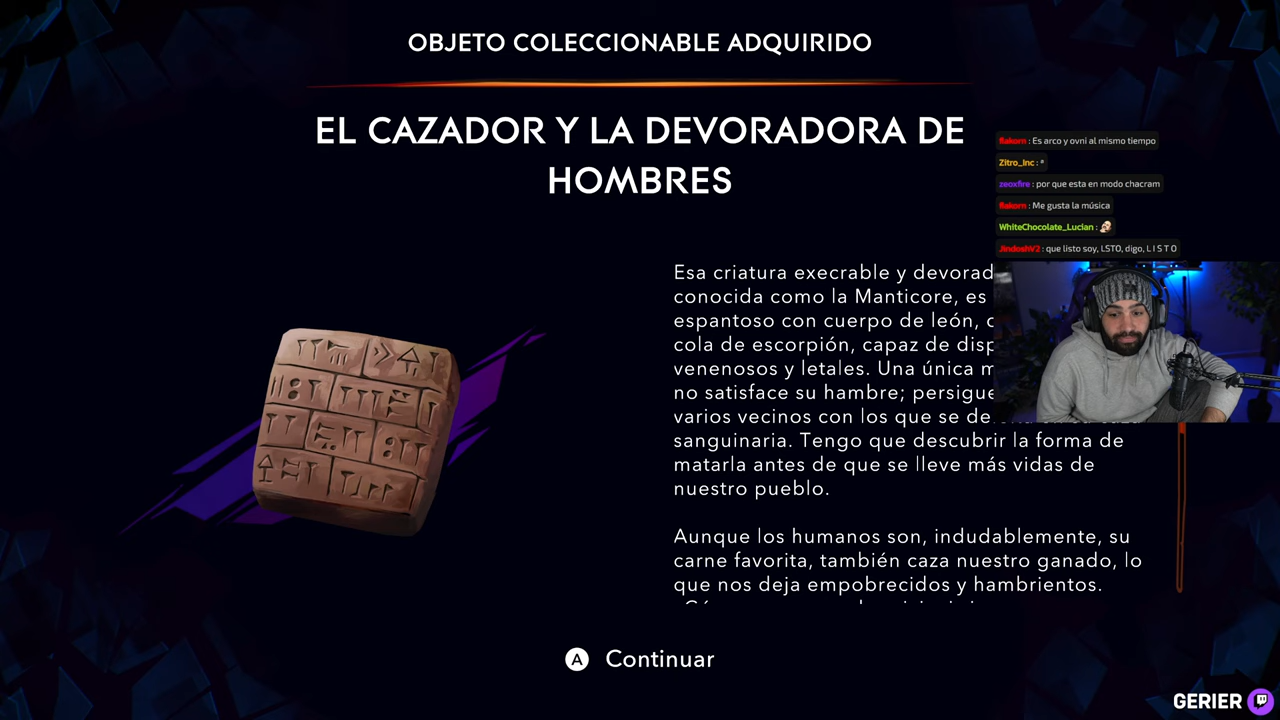 OBJETO COLECCIONABLE ADQUIRIDO
EL CAZADOR Y LA DEVORADORA DE
HOMBRES
flakorn : Es arco y ovni al mismo tiempo
Zitro_Inc : ª
zeoxfire : por que esta en modo chacram
flakorn : Me gusta la música
WhiteChocolate_Lucian :
JindoshV2 : que listo soy, LSTO, digo, L I S T O
Esa criatura execrable y
conocida como la Manticore, es
espantoso con cuerpo de león,
cola de escorpión, capaz de
venenosos y letales. Una única
no satisface su hambre; persigue
varios vecinos con los que se
sanguinaria. Tengo que descubrir la forma de
matarla antes de que se lleve más vidas de
nuestro pueblo.
Aunque los humanos son, indudablemente, su
carne favorita, también caza nuestro ganado, lo
que nos deja empobrecidos y hambrientos.
A Continuar
GERIER